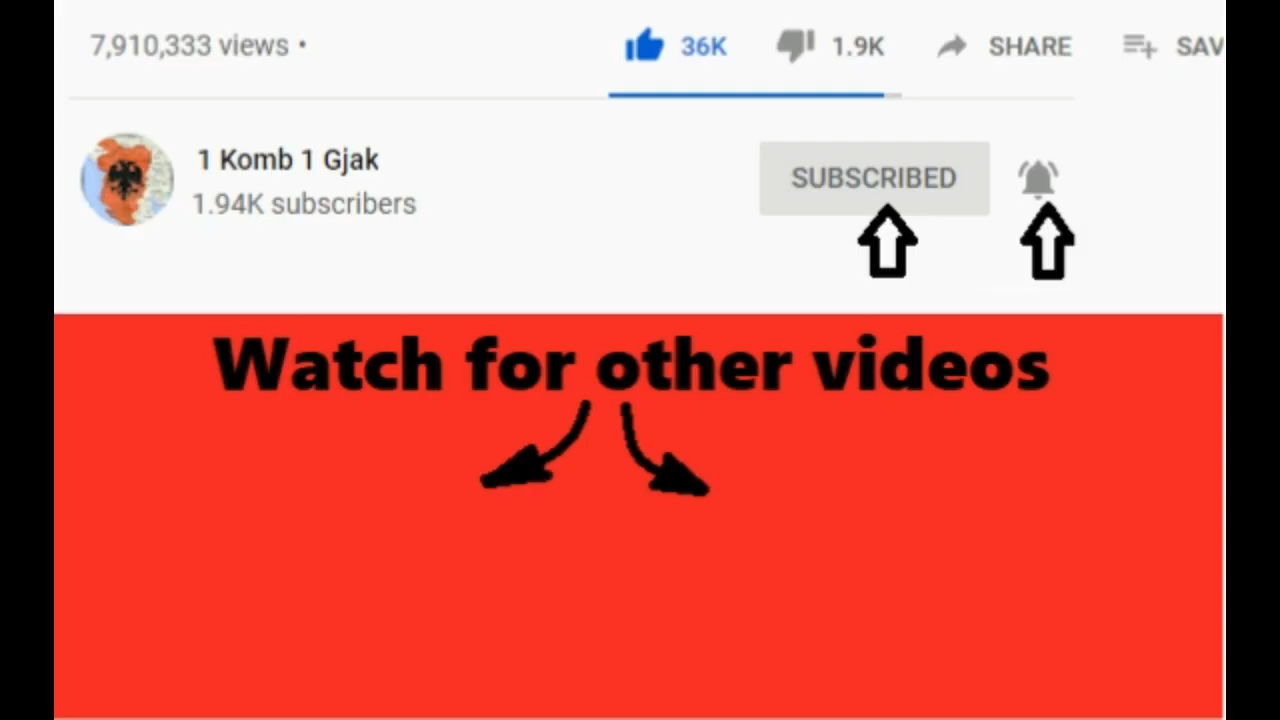 7,910,333 views •
36K
1.9K
SHARE
SAV
1 Komb 1 Gjak
1.94K subscribers
SUBSCRIBED
Watch for other videos